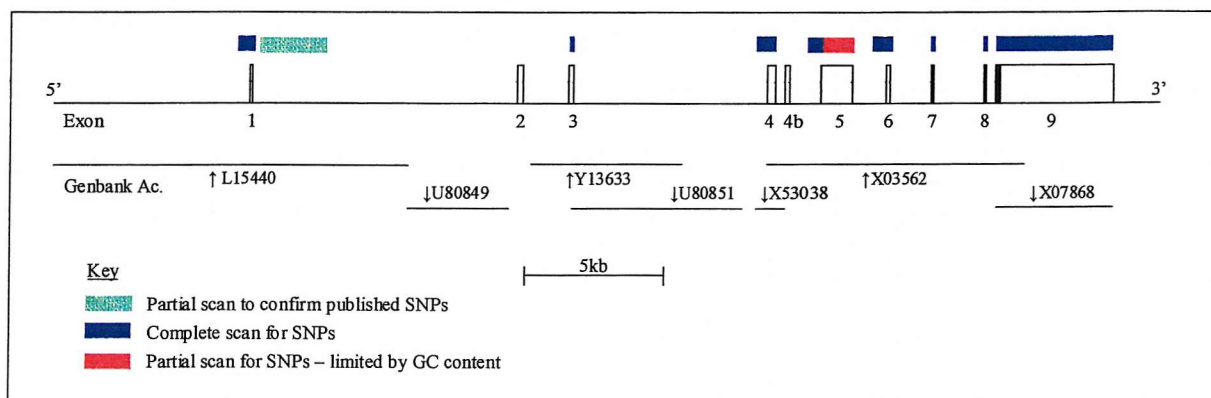 5’ 3’
Exon 1 2 3 4 4b 5 6 7 8 9
Genbank Ac. ↑ L15440 ↓U80849 ↑Y13633 ↓U80851 ↓X53038 ↑X03562 ↓X07868
5kb
Key
Partial scan to confirm published SNPs
Complete scan for SNPs
Partial scan for SNPs – limited by GC content